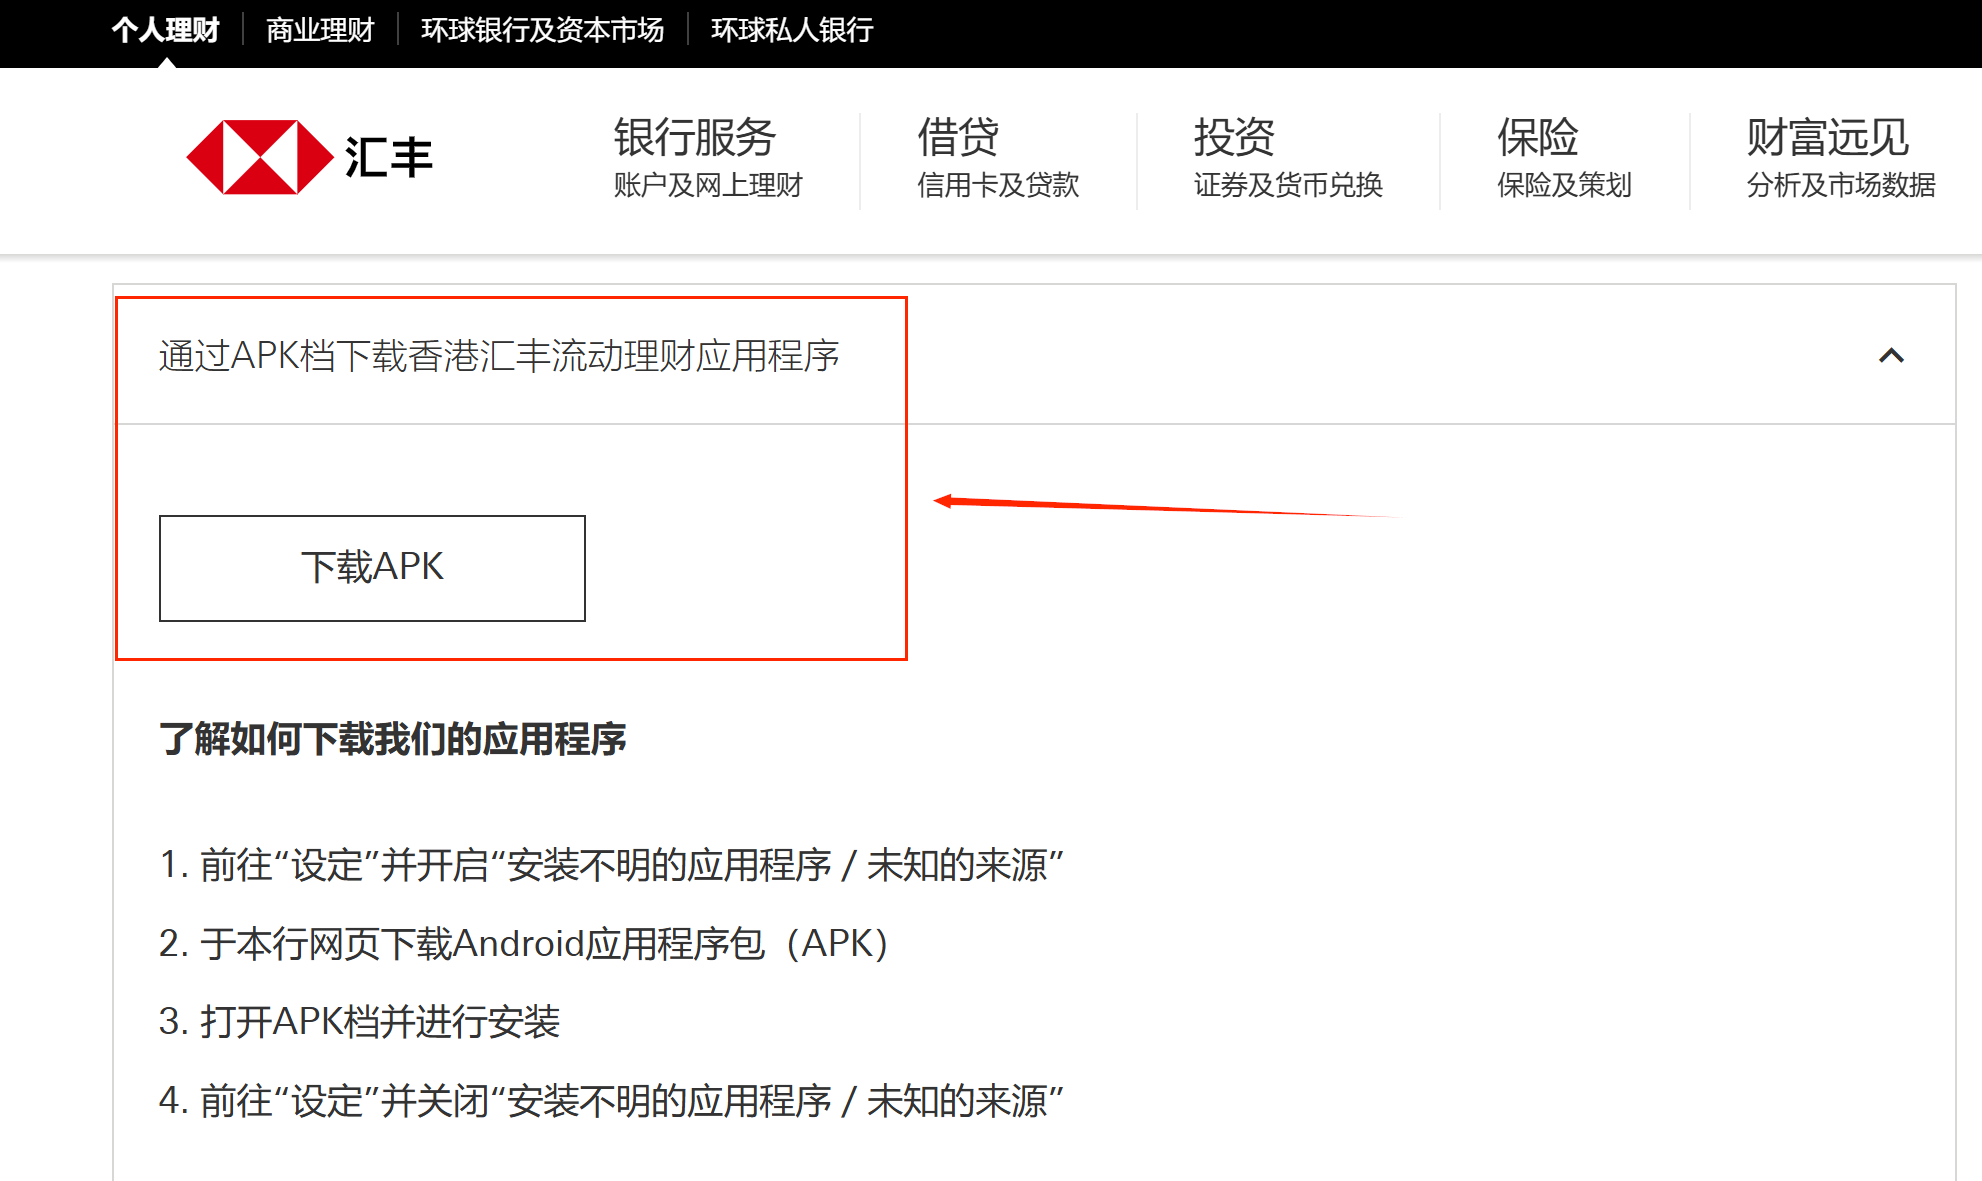 个人理财 商业理财 环球银行及资本市场 环球私人银行
汇丰
银行服务 借贷 投资 保险 财富远见
账户及网上理财 信用卡及贷款 证券及货币兑换 保险及策划 分析及市场数据
通过APK档下载香港汇丰流动理财应用程序
下载APK
了解如何下载我们的应用程序
1. 前往“设定”并开启“安装不明的应用程序 / 未知的来源”
2. 于本行网页下载Android应用程序包（APK）
3. 打开APK档并进行安装
4. 前往“设定”并关闭“安装不明的应用程序 / 未知的来源”